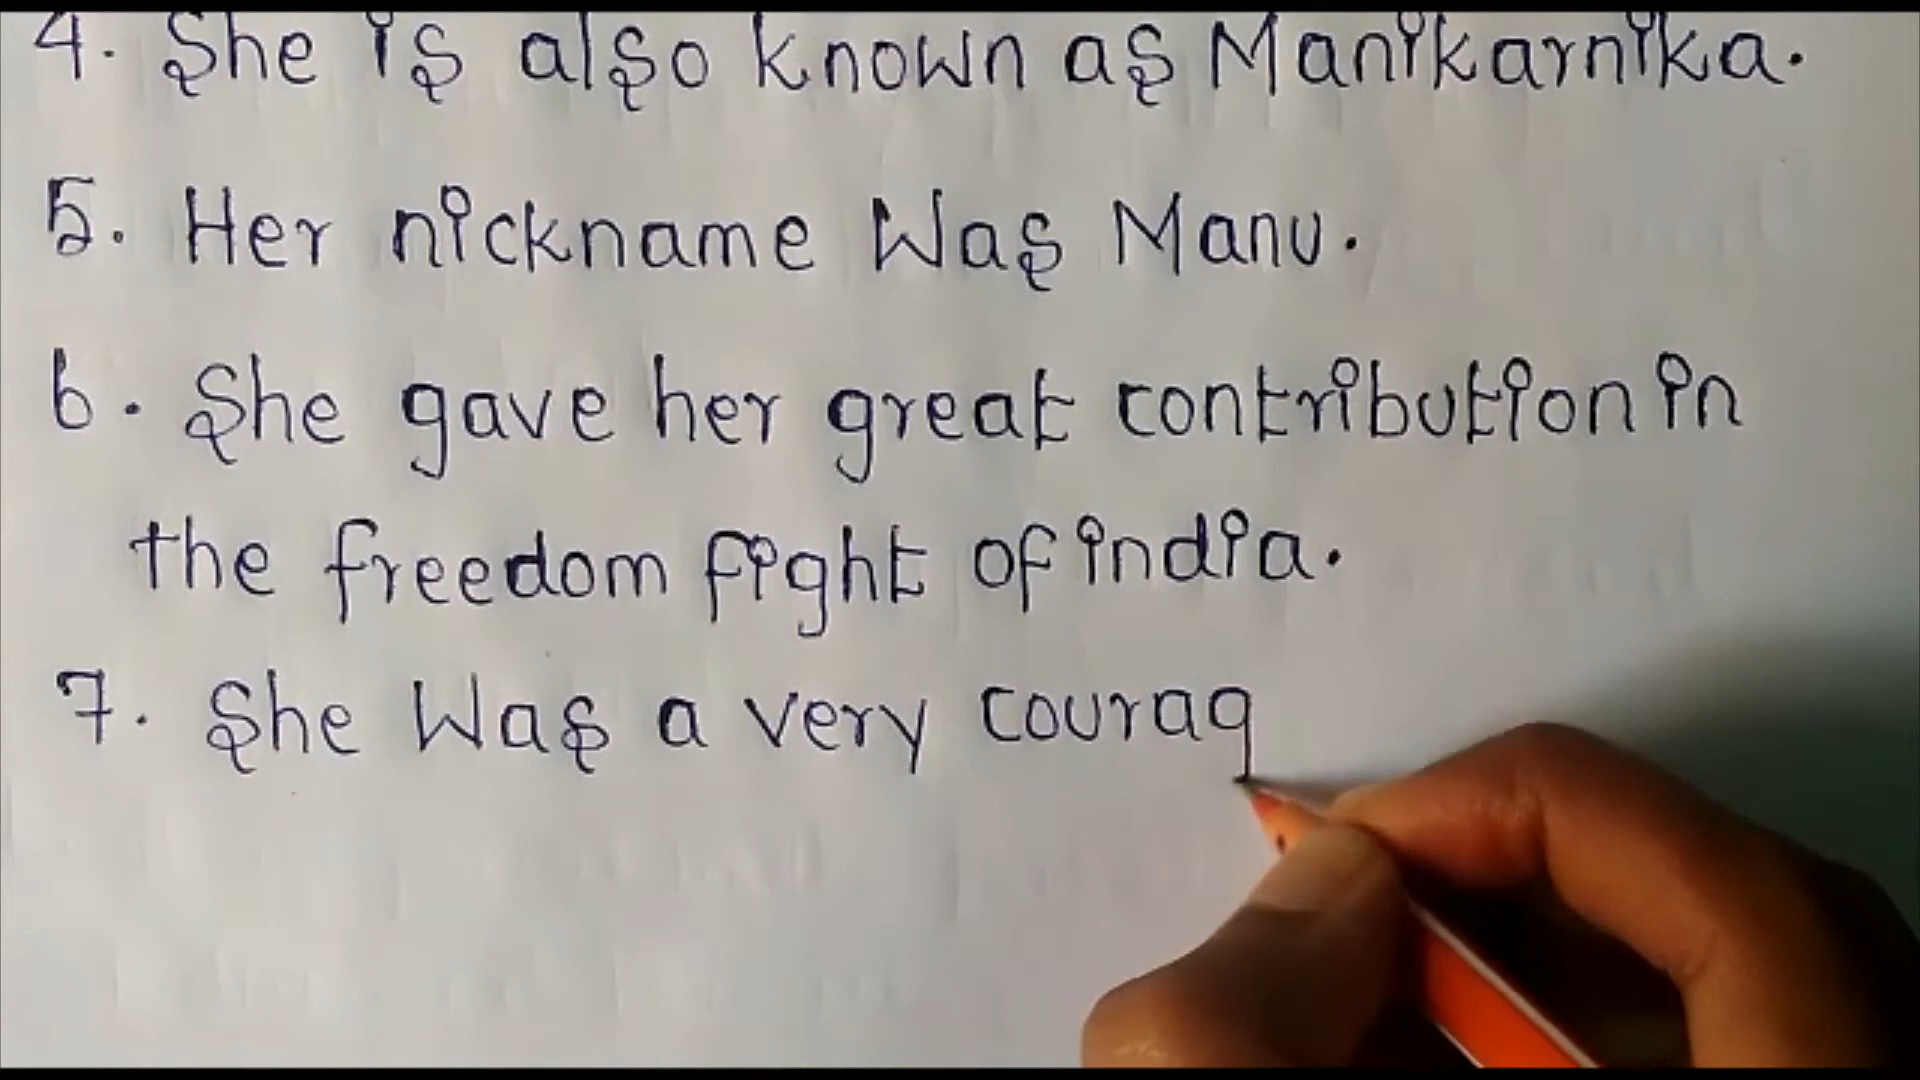 4. She is also known as Manikarnika.
5. Her nickname Was Manu.
6. She gave her great contribution in
the freedom fight of india.
7. She Was a very courag